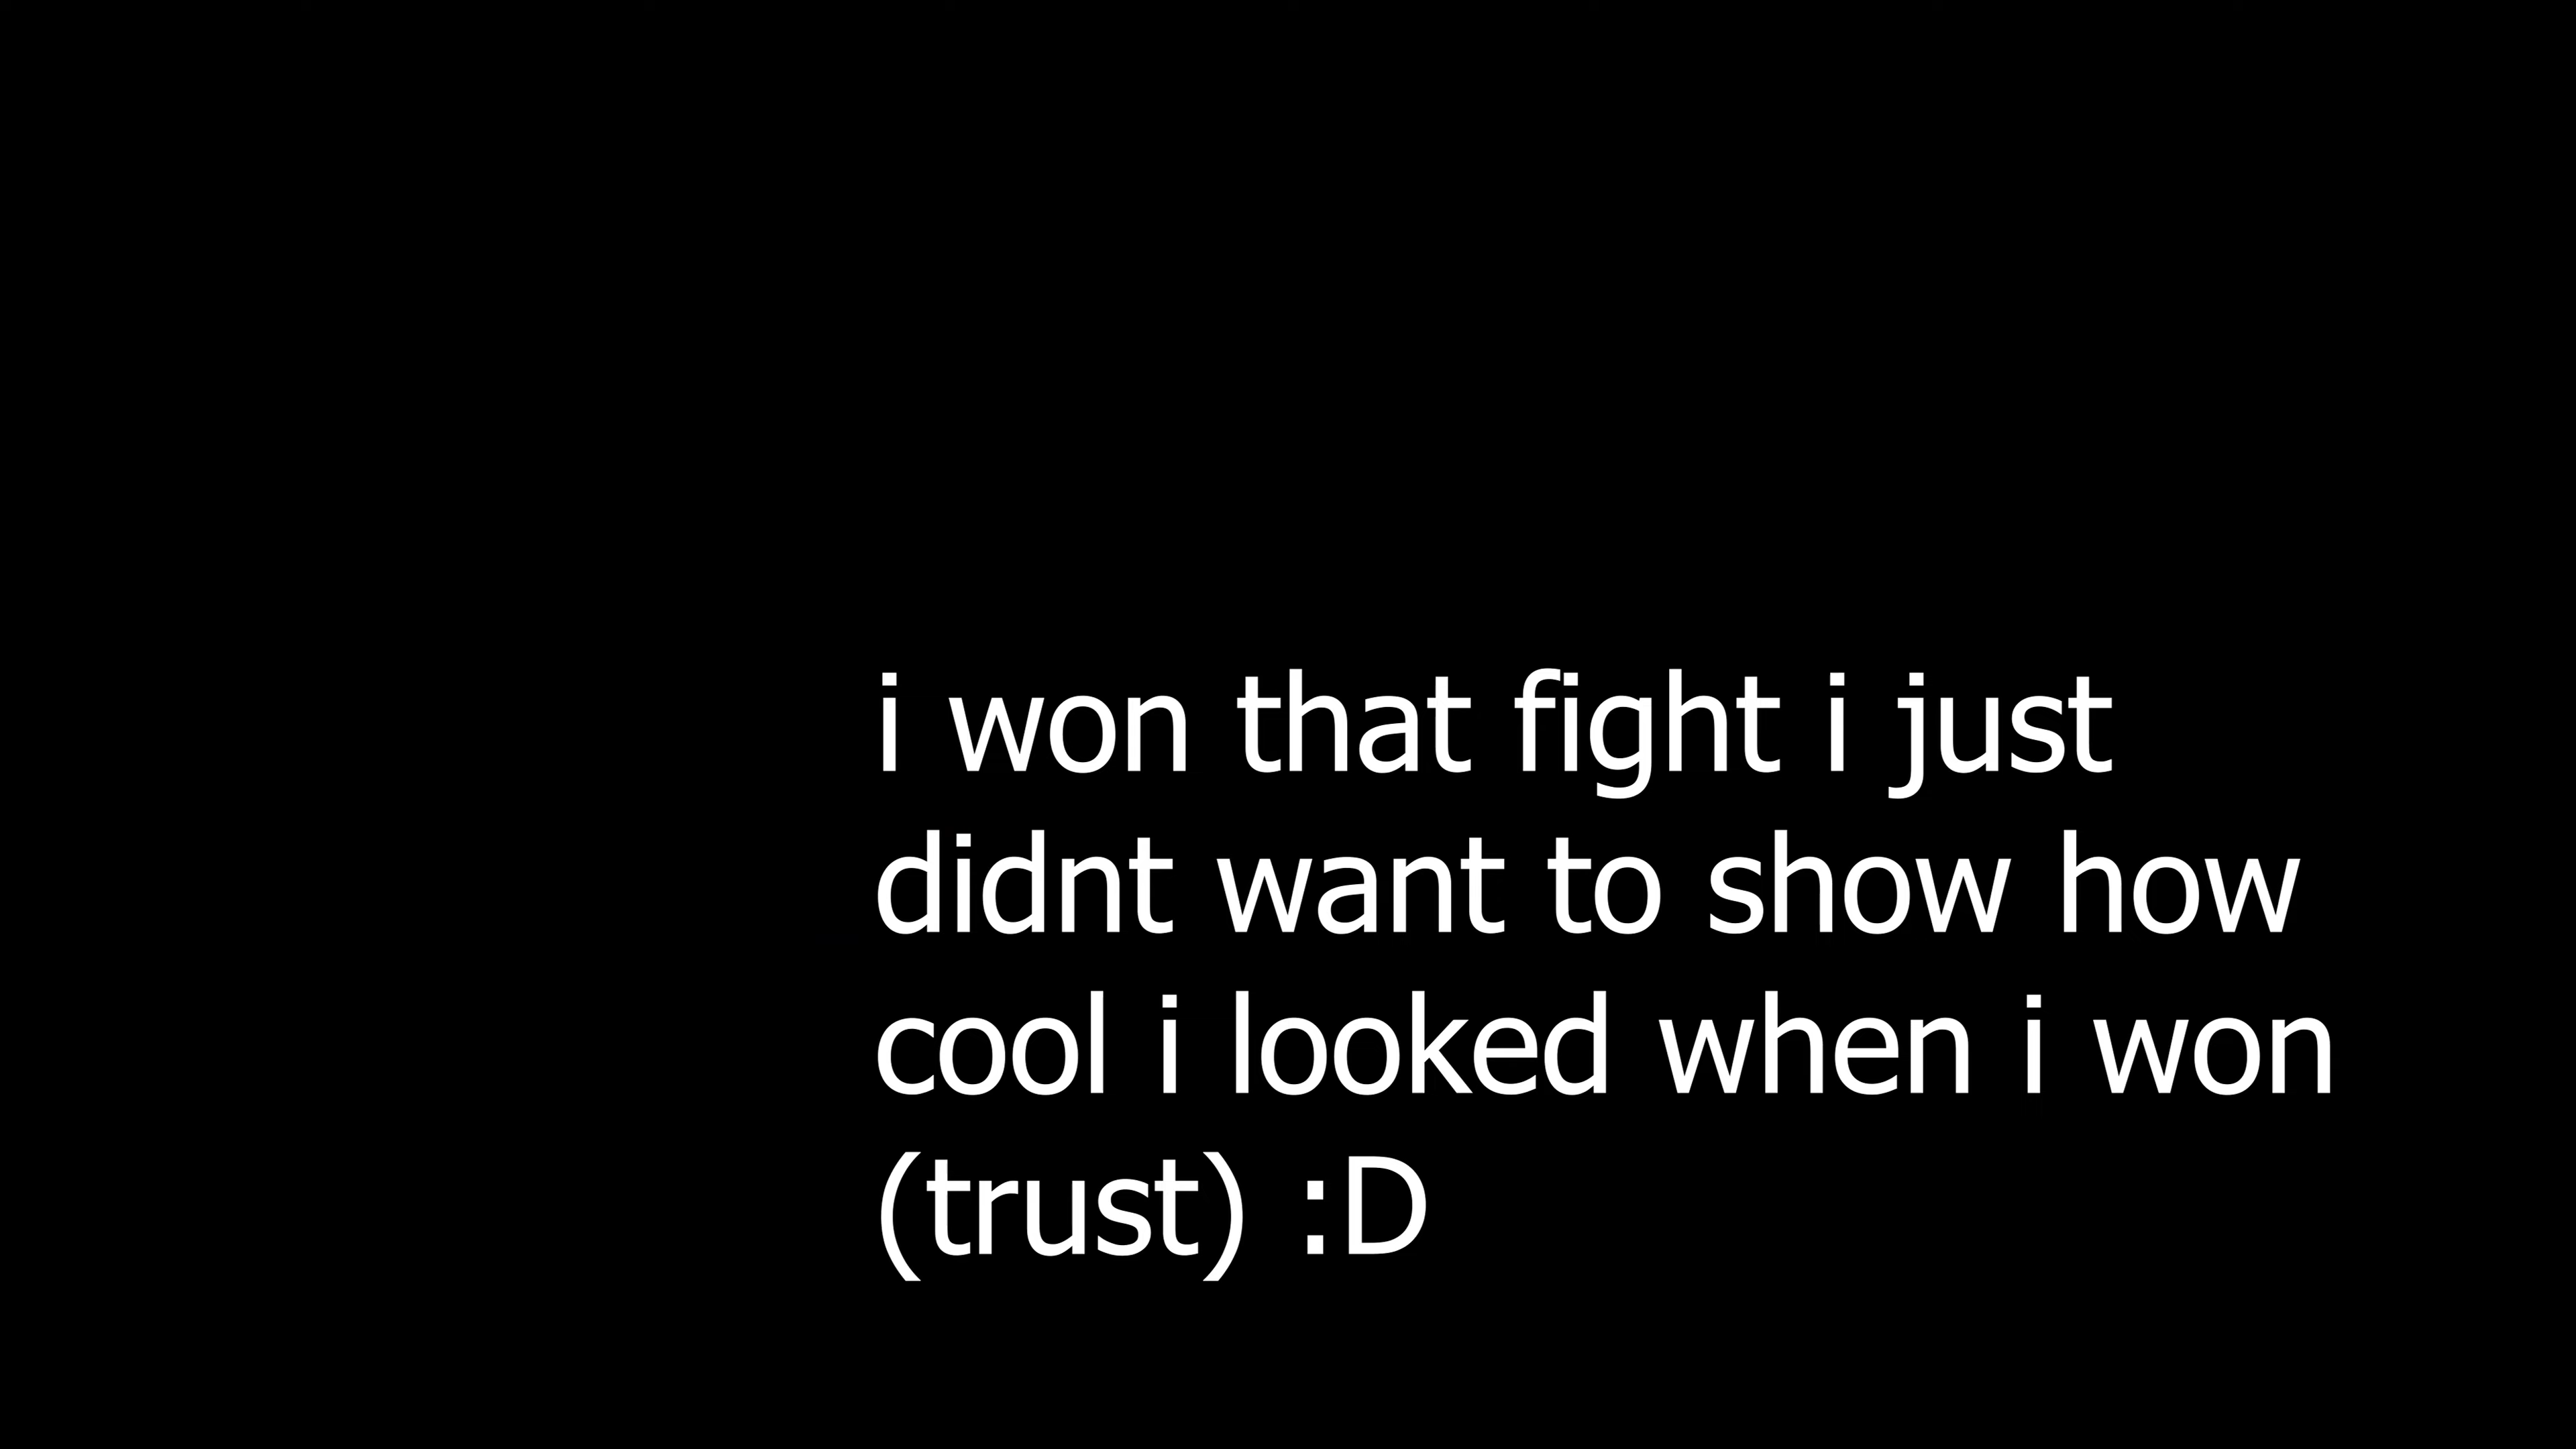 i won that fight i just
didnt want to show how
cool i looked when i won
(trust) :D